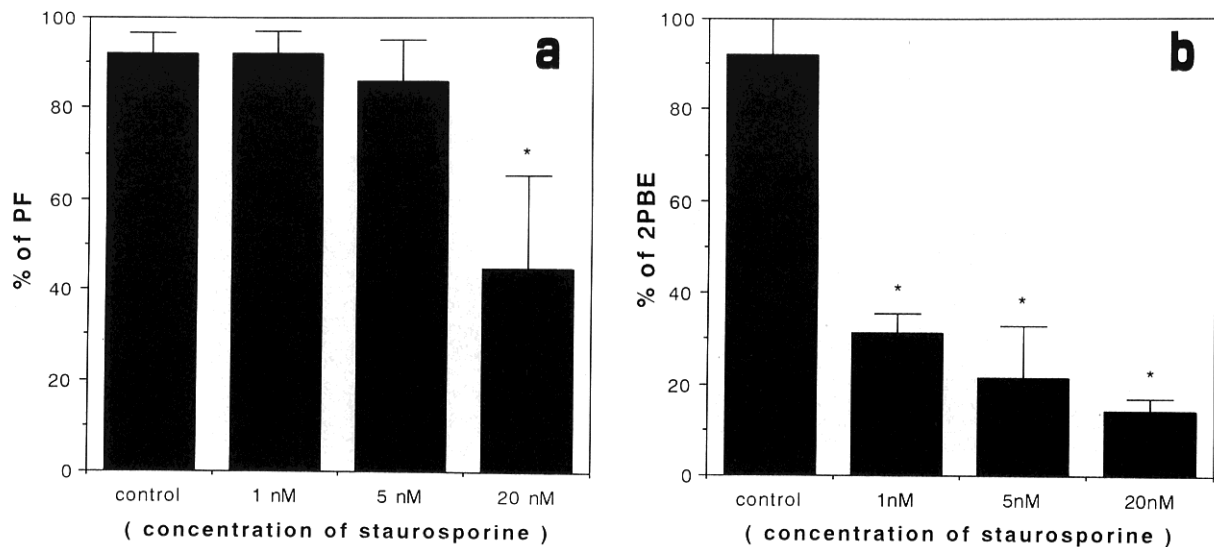 a
% of PF
100
80
60
40
20
0
*
control 1 nM 5 nM 20 nM
( concentration of staurosporine )
b
% of 2PBE
100
80
60
40
20
0
* * *
control 1nM 5nM 20nM
( concentration of staurosporine )